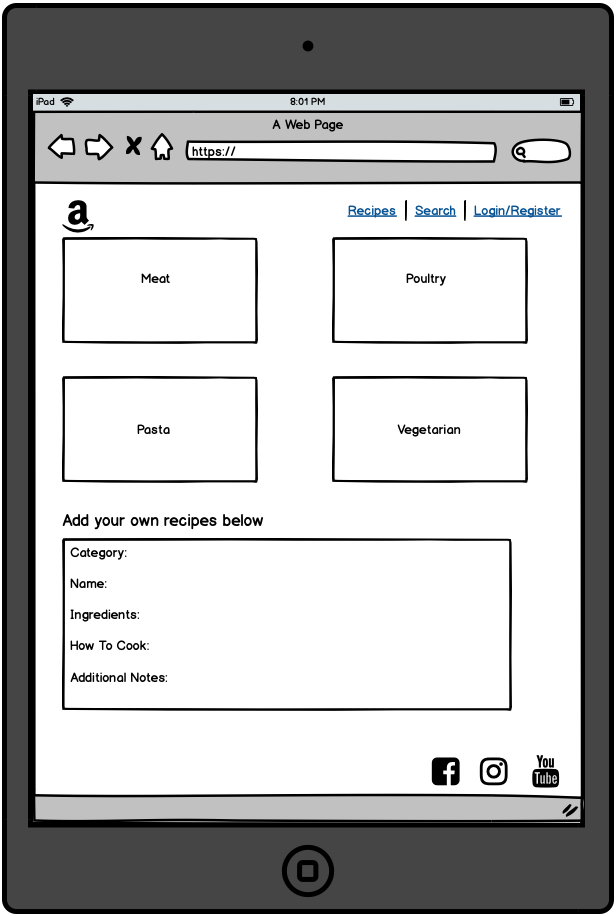 iPad 8:01 PM
A Web Page
https://
a
Recipes Search Login/Register
Meat Poultry
Pasta Vegetarian
Add your own recipes below
Category:
Name:
Ingredients:
How To Cook:
Additional Notes:
You
Tube